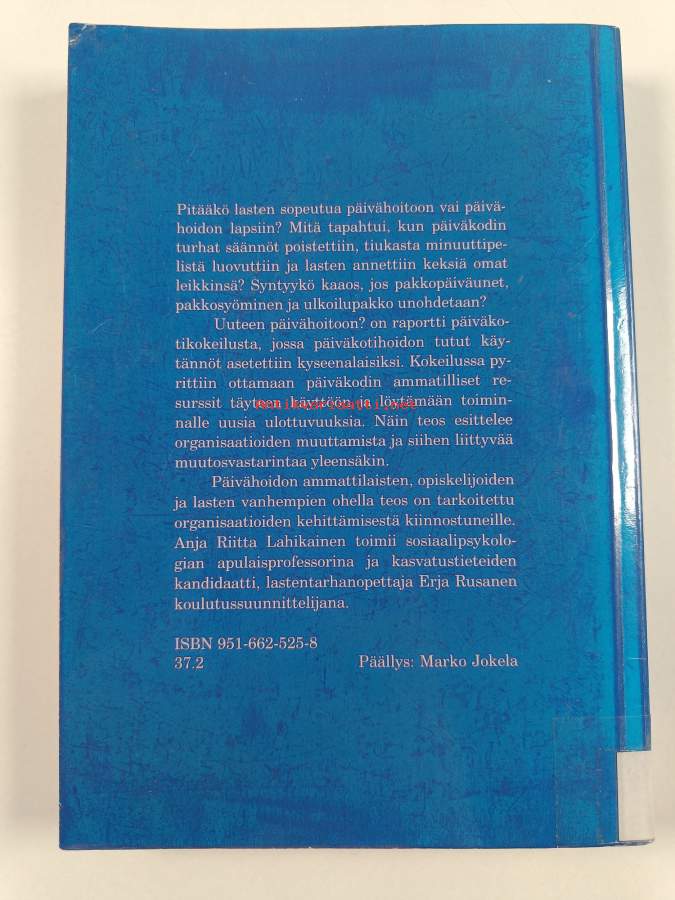 Pitääkö lasten sopeutua päivähoitoon vai päivä-
hoidon lapsiin? Mitä tapahtui, kun päiväkodin
turhat säännöt poistettiin, tiukasta minuuttipe-
listä luovuttiin ja lasten annettiin keksiä omat
leikkinsä? Syntyykö kaaos, jos pakkopäiväunet,
pakkosyöminen ja ulkoilupakko unohdetaan?
Uuteen päivähoitoon? on raportti päiväko-
tikokeilusta, jossa päiväkotihoidon tutut käy-
tännöt asetettiin kyseenalaisiksi. Kokeilussa py-
rittiin ottamaan päiväkodin ammatilliset re-
surssit täyteen käyttöön ja löytämään toimin-
nalle uusia ulottuvuuksia. Näin teos esittelee
organisaatioiden muuttamista ja siihen liittyvää
muutosvastarintaa yleensäkin.
Päivähoidon ammattilaisten, opiskelijoiden
ja lasten vanhempien ohella teos on tarkoitettu
organisaatioiden kehittämisestä kiinnostuneille.
Anja Riitta Lahikainen toimii sosiaalipsykolo-
gian apulaisprofessorina ja kasvatustieteiden
kandidaatti, lastentarhanopettaja Erja Rusanen
koulutussuunnittelijana.
ISBN 951-662-525-8
37.2 Päällys: Marko Jokela